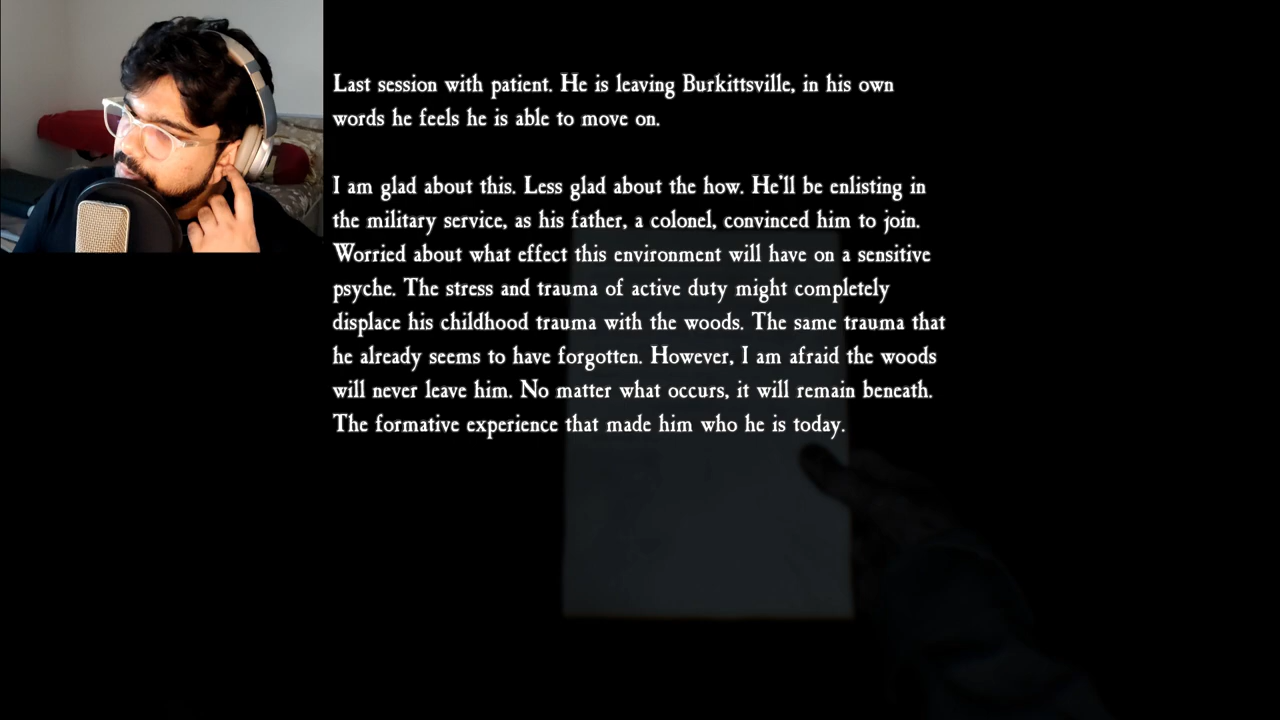 Last session with patient. He is leaving Burkittsville, in his own
words he feels he is able to move on.
I am glad about this. Less glad about the how. He'll be enlisting in
the military service, as his father, a colonel, convinced him to join.
Worried about what effect this environment will have on a sensitive
psyche. The stress and trauma of active duty might completely
displace his childhood trauma with the woods. The same trauma that
he already seems to have forgotten. However, I am afraid the woods
will never leave him. No matter what occurs, it will remain beneath.
The formative experience that made him who he is today.